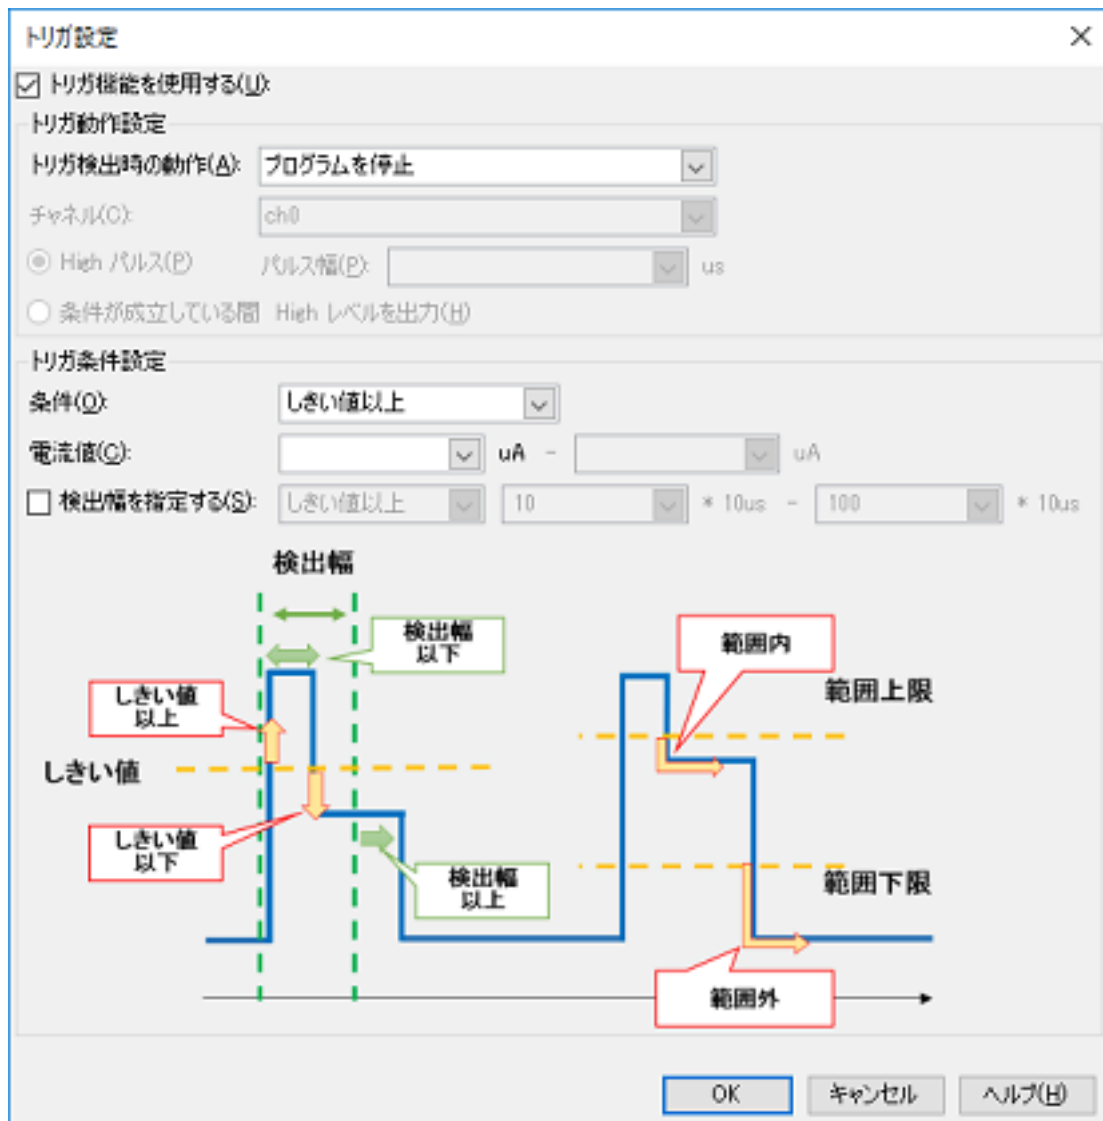 トリガ設定
トリガ機能を使用する(U):
トリガ動作設定
トリガ検出時の動作(A): プログラムを停止
チャネル(C): ch0
High パルス(P) パルス幅(P): us
条件が成立している間 High レベルを出力(H)
トリガ条件設定
条件(O): しきい値以上
電流値(C): uA - uA
検出幅を指定する(S): しきい値以上 10 * 10us - 100 * 10us
検出幅
検出幅
以下
範囲内
しきい値
以上
範囲上限
しきい値
しきい値
以下
検出幅
以上
範囲下限
範囲外
OK キャンセル ヘルプ(H)